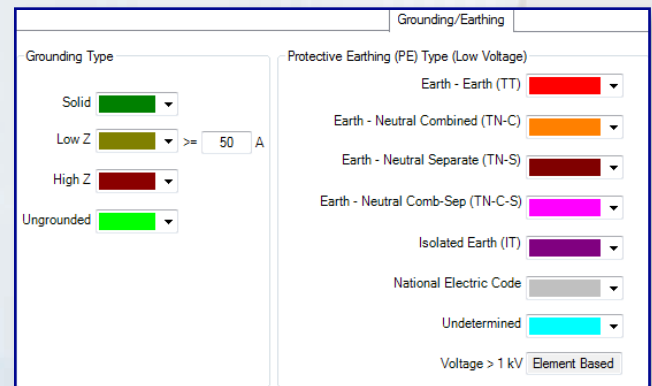 Grounding/Earthing
Grounding Type
Solid
Low Z >= 50 A
High Z
Ungrounded
Protective Earthing (PE) Type (Low Voltage)
Earth - Earth (TT)
Earth - Neutral Combined (TN-C)
Earth - Neutral Separate (TN-S)
Earth - Neutral Comb-Sep (TN-C-S)
Isolated Earth (IT)
National Electric Code
Undetermined
Voltage > 1 kV Element Based